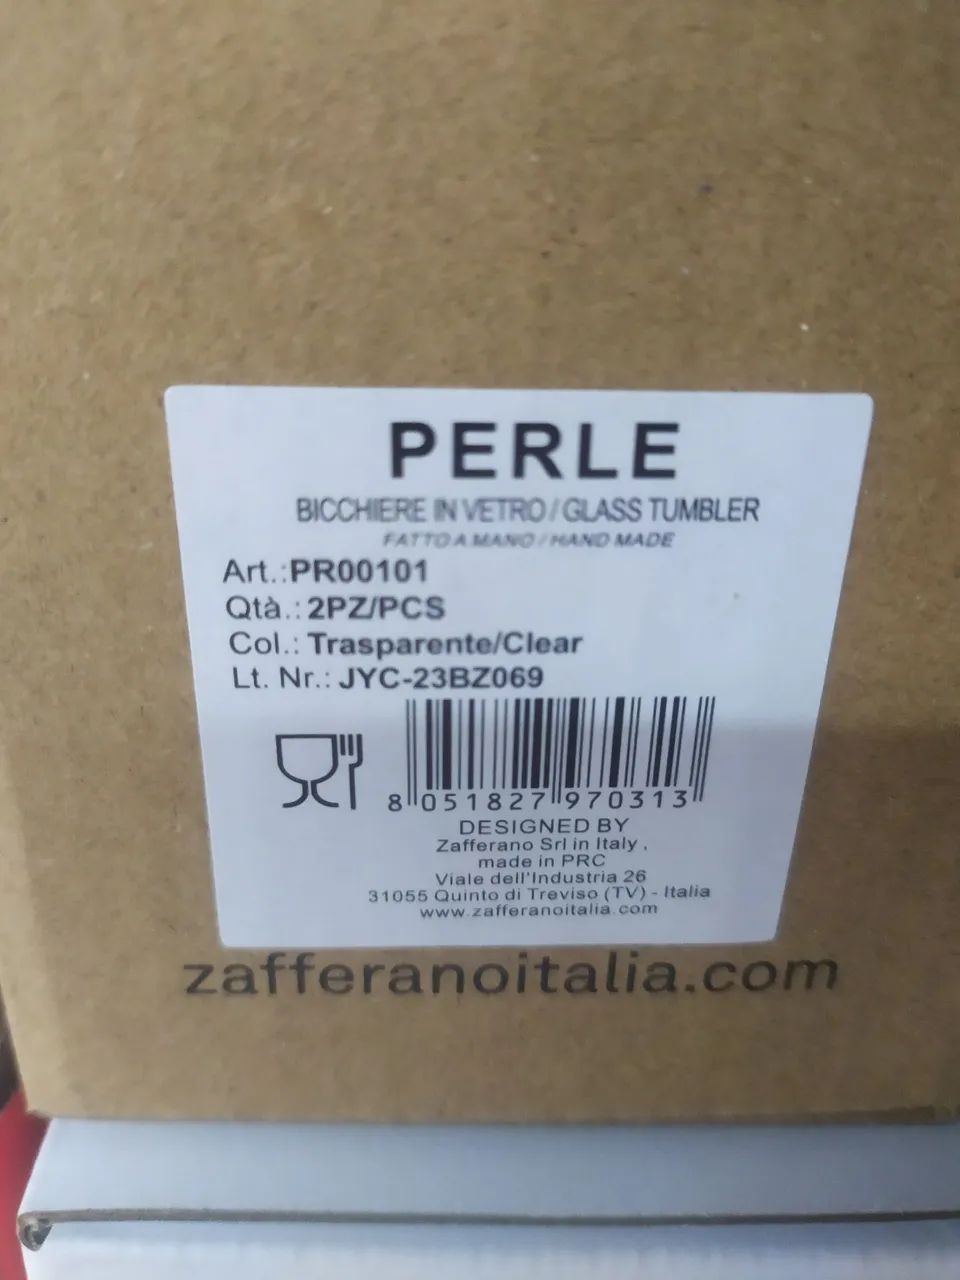 PERLE
BICCHIERE IN VETRO / GLASS TUMBLER
FATTO A MANO / HAND MADE
Art.:PR00101
Qtà.: 2PZ/PCS
Col.: Trasparente/Clear
Lt. Nr.: JYC-23BZ069
8 051827 970313
DESIGNED BY
Zafferano Srl in Italy ,
made in PRC
Viale dell'Industria 26
31055 Quinto di Treviso (TV) - Italia
www.zafferanoitalia.com
zafferanoitalia.com